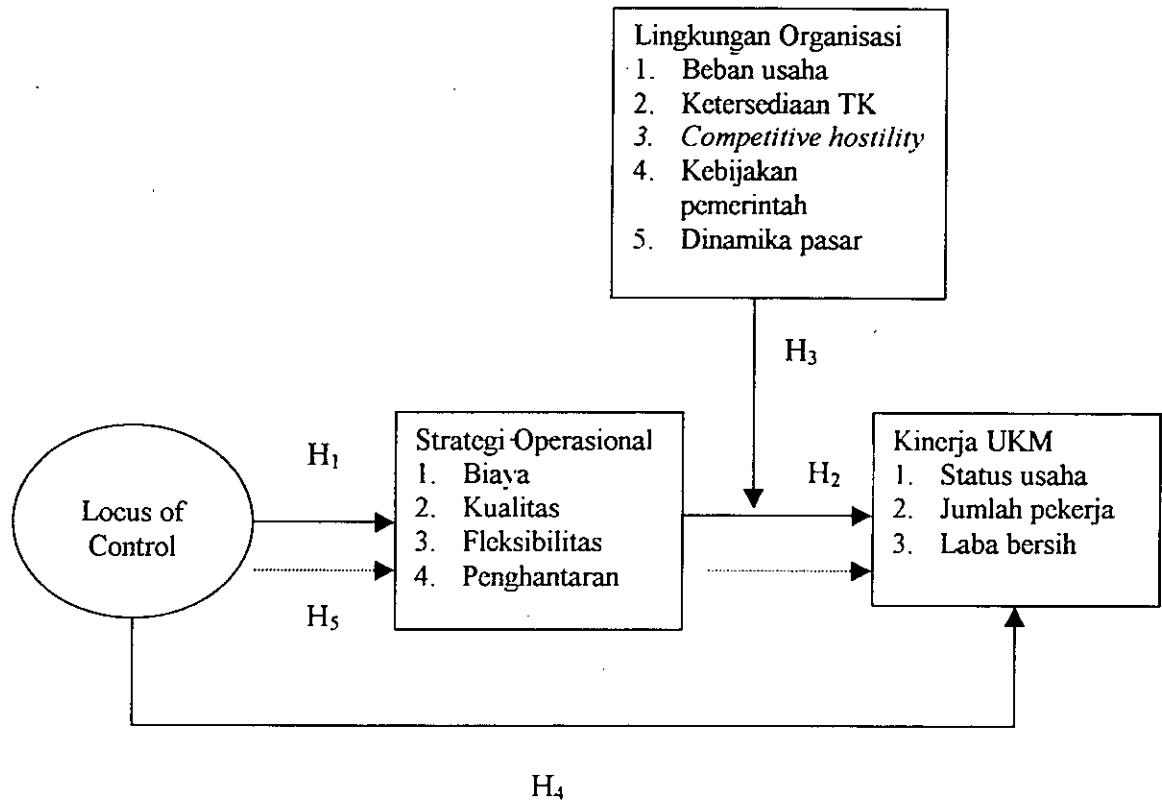 Lingkungan Organisasi
1. Beban usaha
2. Ketersediaan TK
3. Competitive hostility
4. Kebijakan
pemerintah
5. Dinamika pasar
H3
Locus of
Control
H1
H5
Strategi Operasional
1. Biaya
2. Kualitas
3. Fleksibilitas
4. Penghantaran
H2
Kinerja UKM
1. Status usaha
2. Jumlah pekerja
3. Laba bersih
H4